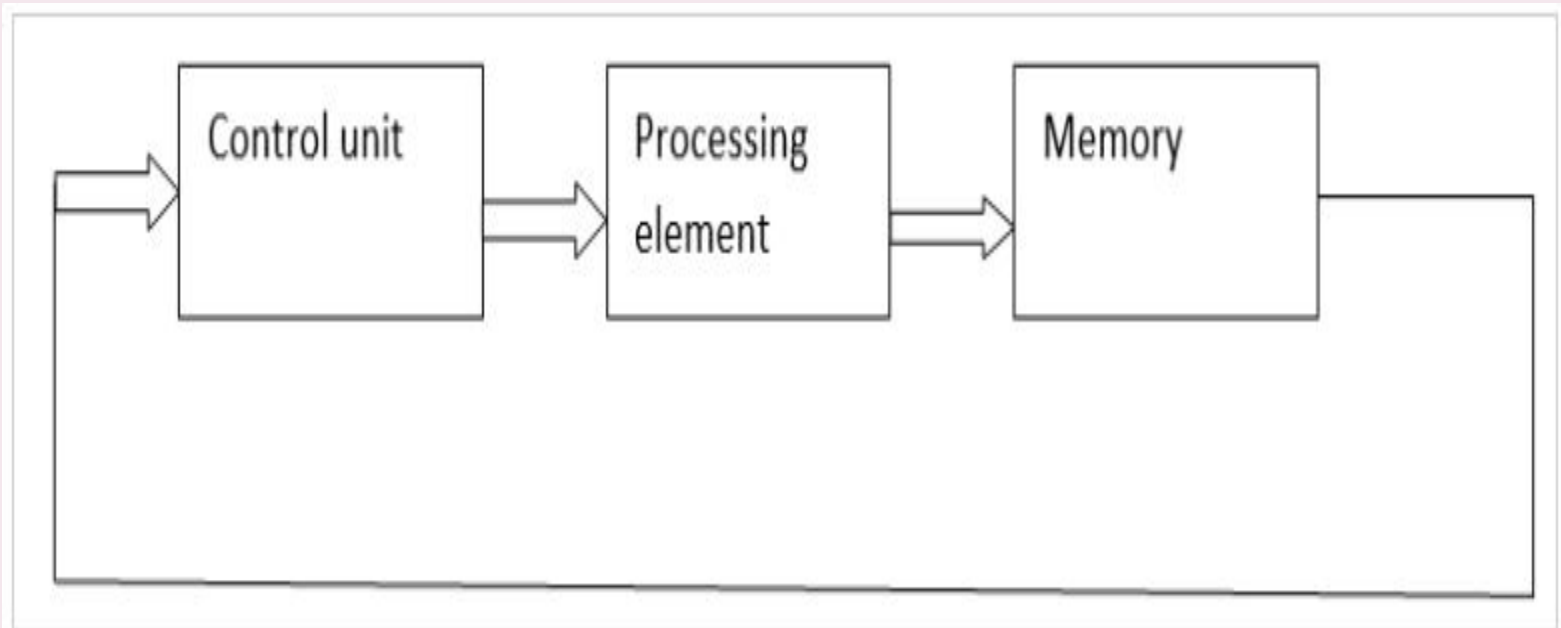 Control unit
Processing
element
Memory